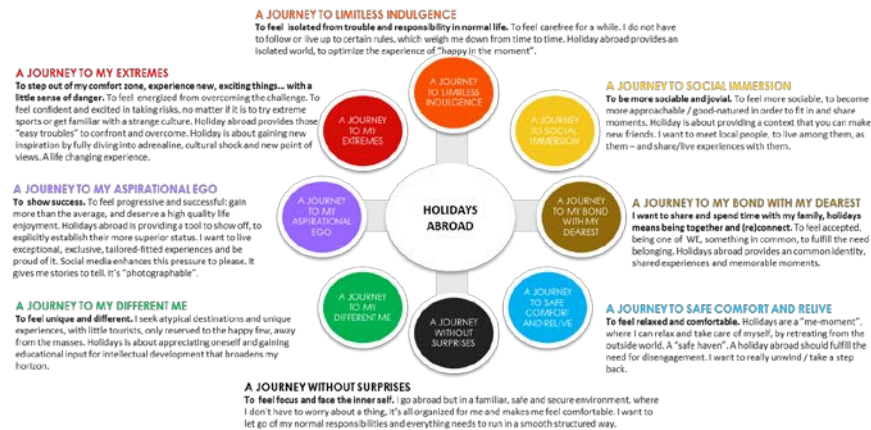 A JOURNEY TO LIMITLESS INDULGENCE
To feel isolated from trouble and responsibility in normal life. To feel carefree for a while. I do not have
to follow or live up to certain rules, which weigh me down from time to time. Holiday abroad provides an
isolated world, to optimize the experience of "happy in the moment".
A JOURNEY TO MY EXTREMES
To step out of my comfort zone, experience new, exciting things... with a
little sense of danger. To feel energized from overcoming the challenge. To
feel confident and excited in taking risks, no matter if it is to try extreme
sports or get familiar with a strange culture. Holiday abroad provides those
"easy troubles" to confront and overcome. Holiday is about gaining new
inspiration by fully diving into adrenaline, cultural shock and new point of
views. A life changing experience.
A JOURNEY TO MY ASPIRATIONAL EGO
To show success. To feel progressive and successful: gain
more than the average, and deserve a high quality life
enjoyment. Holidays abroad is providing a tool to show off, to
explicitly establish their more superior status. I want to live
exceptional, exclusive, tailored-fitted experiences and be
proud of it. Social media enhances this pressure to please. It
gives me stories to tell. It's "photographable".
A JOURNEY TO MY DIFFERENT ME
To feel unique and different. I seek atypical destinations and unique
experiences, with little tourists, only reserved to the happy few, away
from the masses. Holidays is about appreciating oneself and gaining
educational input for intellectual development that broadens my
horizon.
A JOURNEY
TO LIMITLESS
INDULGENCE
A JOURNEY
TO MY
EXTREMES
A JOURNEY
TO SOCIAL
IMMERSION
A JOURNEY
TO MY
ASPIRATIONAL
EGO
HOLIDAYS
ABROAD
A JOURNEY
TO MY BOND
WITH MY
DEAREST
A JOURNEY
TO MY
DIFFERENT ME
A JOURNEY
WITHOUT
SURPRISES
A JOURNEY
TO SAFE
COMFORT
AND RELIVE
A JOURNEY TO SOCIAL IMMERSION
To be more sociable and jovial. To feel more sociable, to become
more approachable / good-natured in order to fit in and share
moments. Holiday is about providing a context that you can make
new friends. I want to meet local people, to live among them, as
them – and share/live experiences with them.
A JOURNEY TO MY BOND WITH MY DEAREST
I want to share and spend time with my family, holidays
means being together and (re)connect. To feel accepted,
being one of WE, something in common, to fulfill the need
belonging. Holidays abroad provides an common identity,
shared experiences and memorable moments.
A JOURNEY TO SAFE COMFORT AND RELIVE
To feel relaxed and comfortable. Holidays are a "me-moment",
where I can relax and take care of myself, by retreating from the
outside world. A "safe haven". A holiday abroad should fulfill the
need for disengagement. I want to really unwind / take a step
back.
A JOURNEY WITHOUT SURPRISES
To feel focus and face the inner self. I go abroad but in a familiar, safe and secure environment, where
I don't have to worry about a thing, it's all organized for me and makes me feel comfortable. I want to
let go of my normal responsibilities and everything needs to run in a smooth structured way.